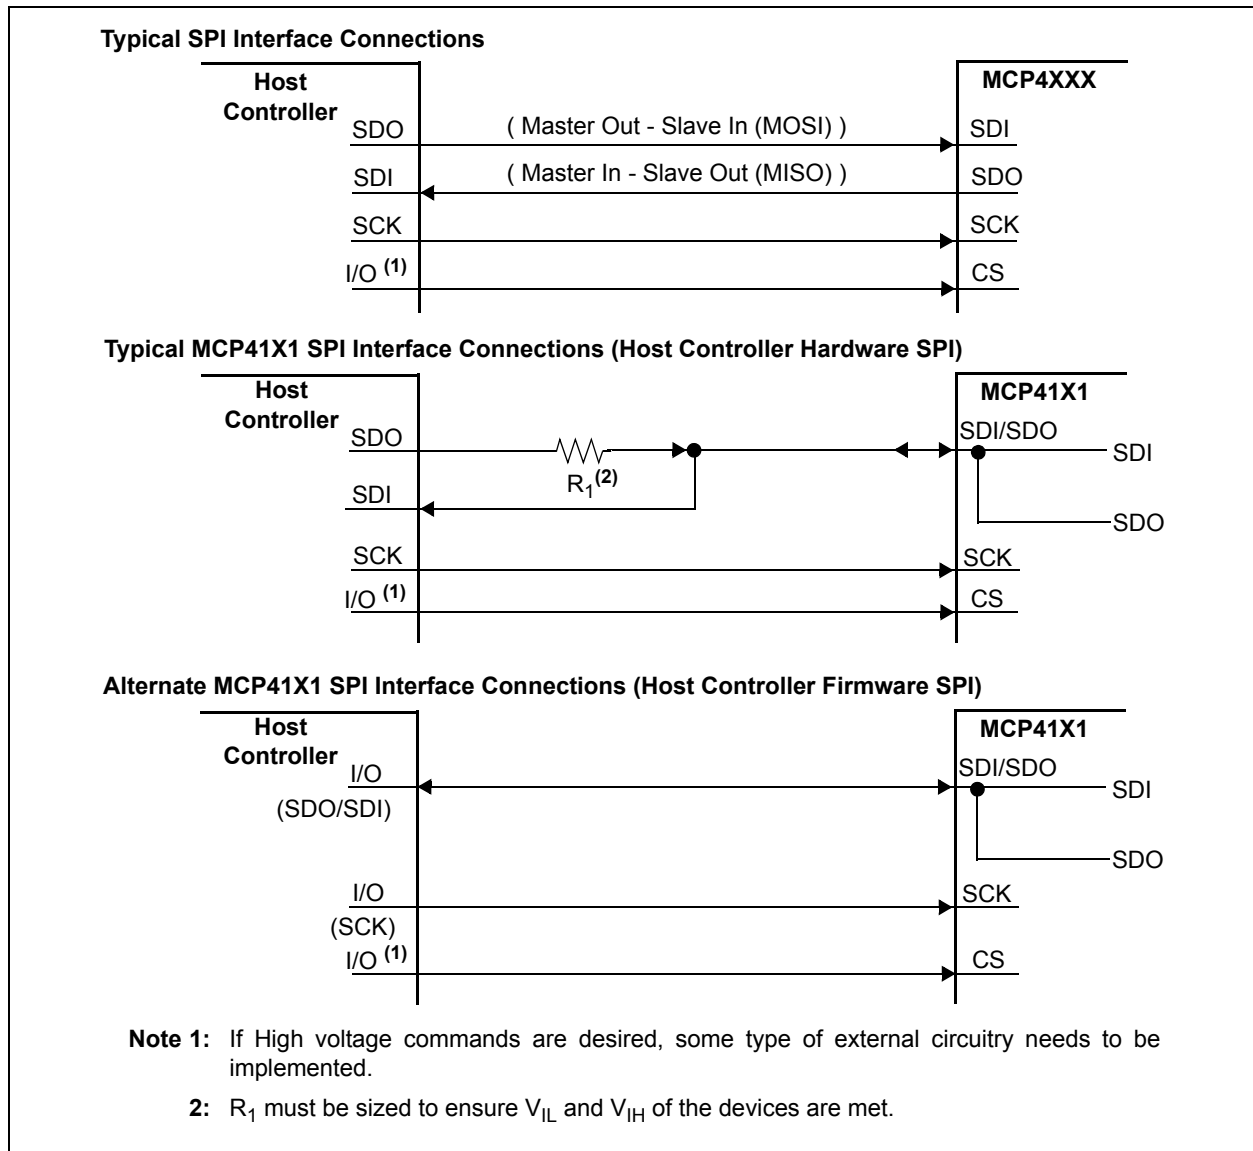 Typical SPI Interface Connections
Host
Controller
MCP4XXX
SDO
( Master Out - Slave In (MOSI) )
SDI
SDI
( Master In - Slave Out (MISO) )
SDO
SCK
SCK
I/O (1)
CS
Typical MCP41X1 SPI Interface Connections (Host Controller Hardware SPI)
Host
Controller
MCP41X1
SDO
R1(2)
SDI/SDO
SDI
SDI
SDO
SCK
SCK
I/O (1)
CS
Alternate MCP41X1 SPI Interface Connections (Host Controller Firmware SPI)
Host
Controller
MCP41X1
I/O
(SDO/SDI)
SDI/SDO
SDI
SDO
I/O
(SCK)
SCK
I/O (1)
CS
Note 1: If High voltage commands are desired, some type of external circuitry needs to be
implemented.
2: R1 must be sized to ensure VIL and VIH of the devices are met.